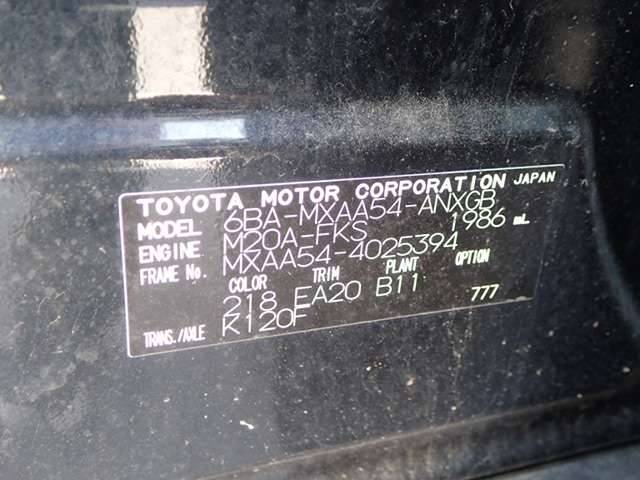 TOYOTA MOTOR CORPORATION JAPAN
MODEL 6BA-MXAA54-ANXGB
ENGINE M20A-FKS 1986 mL
FRAME No. MXAA54-4025394
COLOR TRIM PLANT OPTION
218 EA20 B11 777
TRANS./AXLE K120F